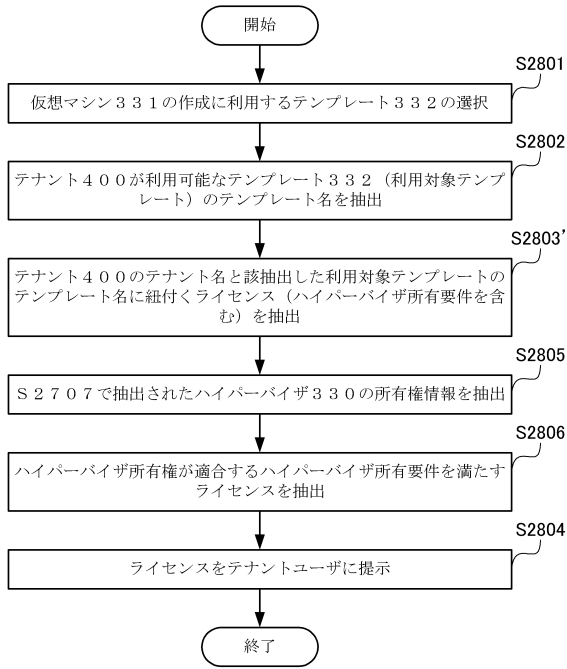 開始
S2801
仮想マシン３３１の作成に利用するテンプレート３３２の選択
S2802
テナント４００が利用可能なテンプレート３３２（利用対象テンプ
レート）のテンプレート名を抽出
S2803’
テナント４００のテナント名と該抽出した利用対象テンプレートの
テンプレート名に紐付くライセンス（ハイパーバイザ所有要件を含
む）を抽出
S2805
Ｓ２７０７で抽出されたハイパーバイザ３３０の所有権情報を抽出
S2806
ハイパーバイザ所有権が適合するハイパーバイザ所有要件を満たす
ライセンスを抽出
S2804
ライセンスをテナントユーザに提示
終了